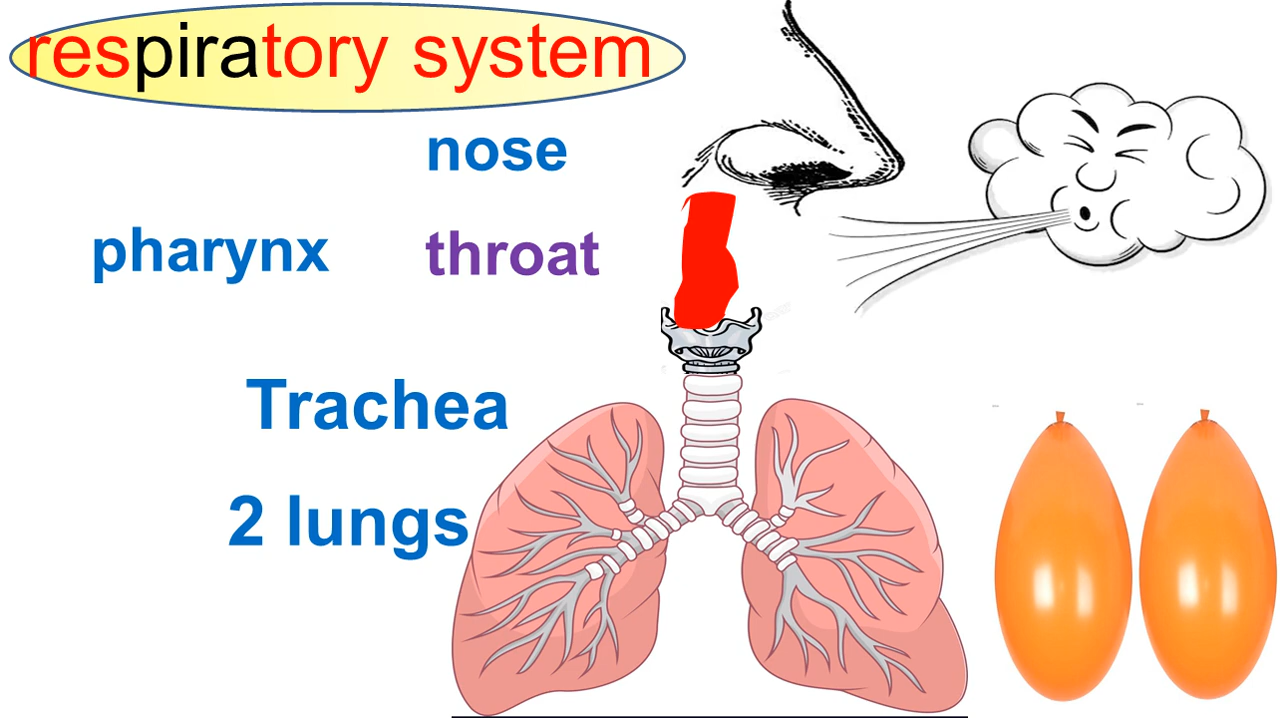 respiratory system
nose
pharynx throat
Trachea
2 lungs